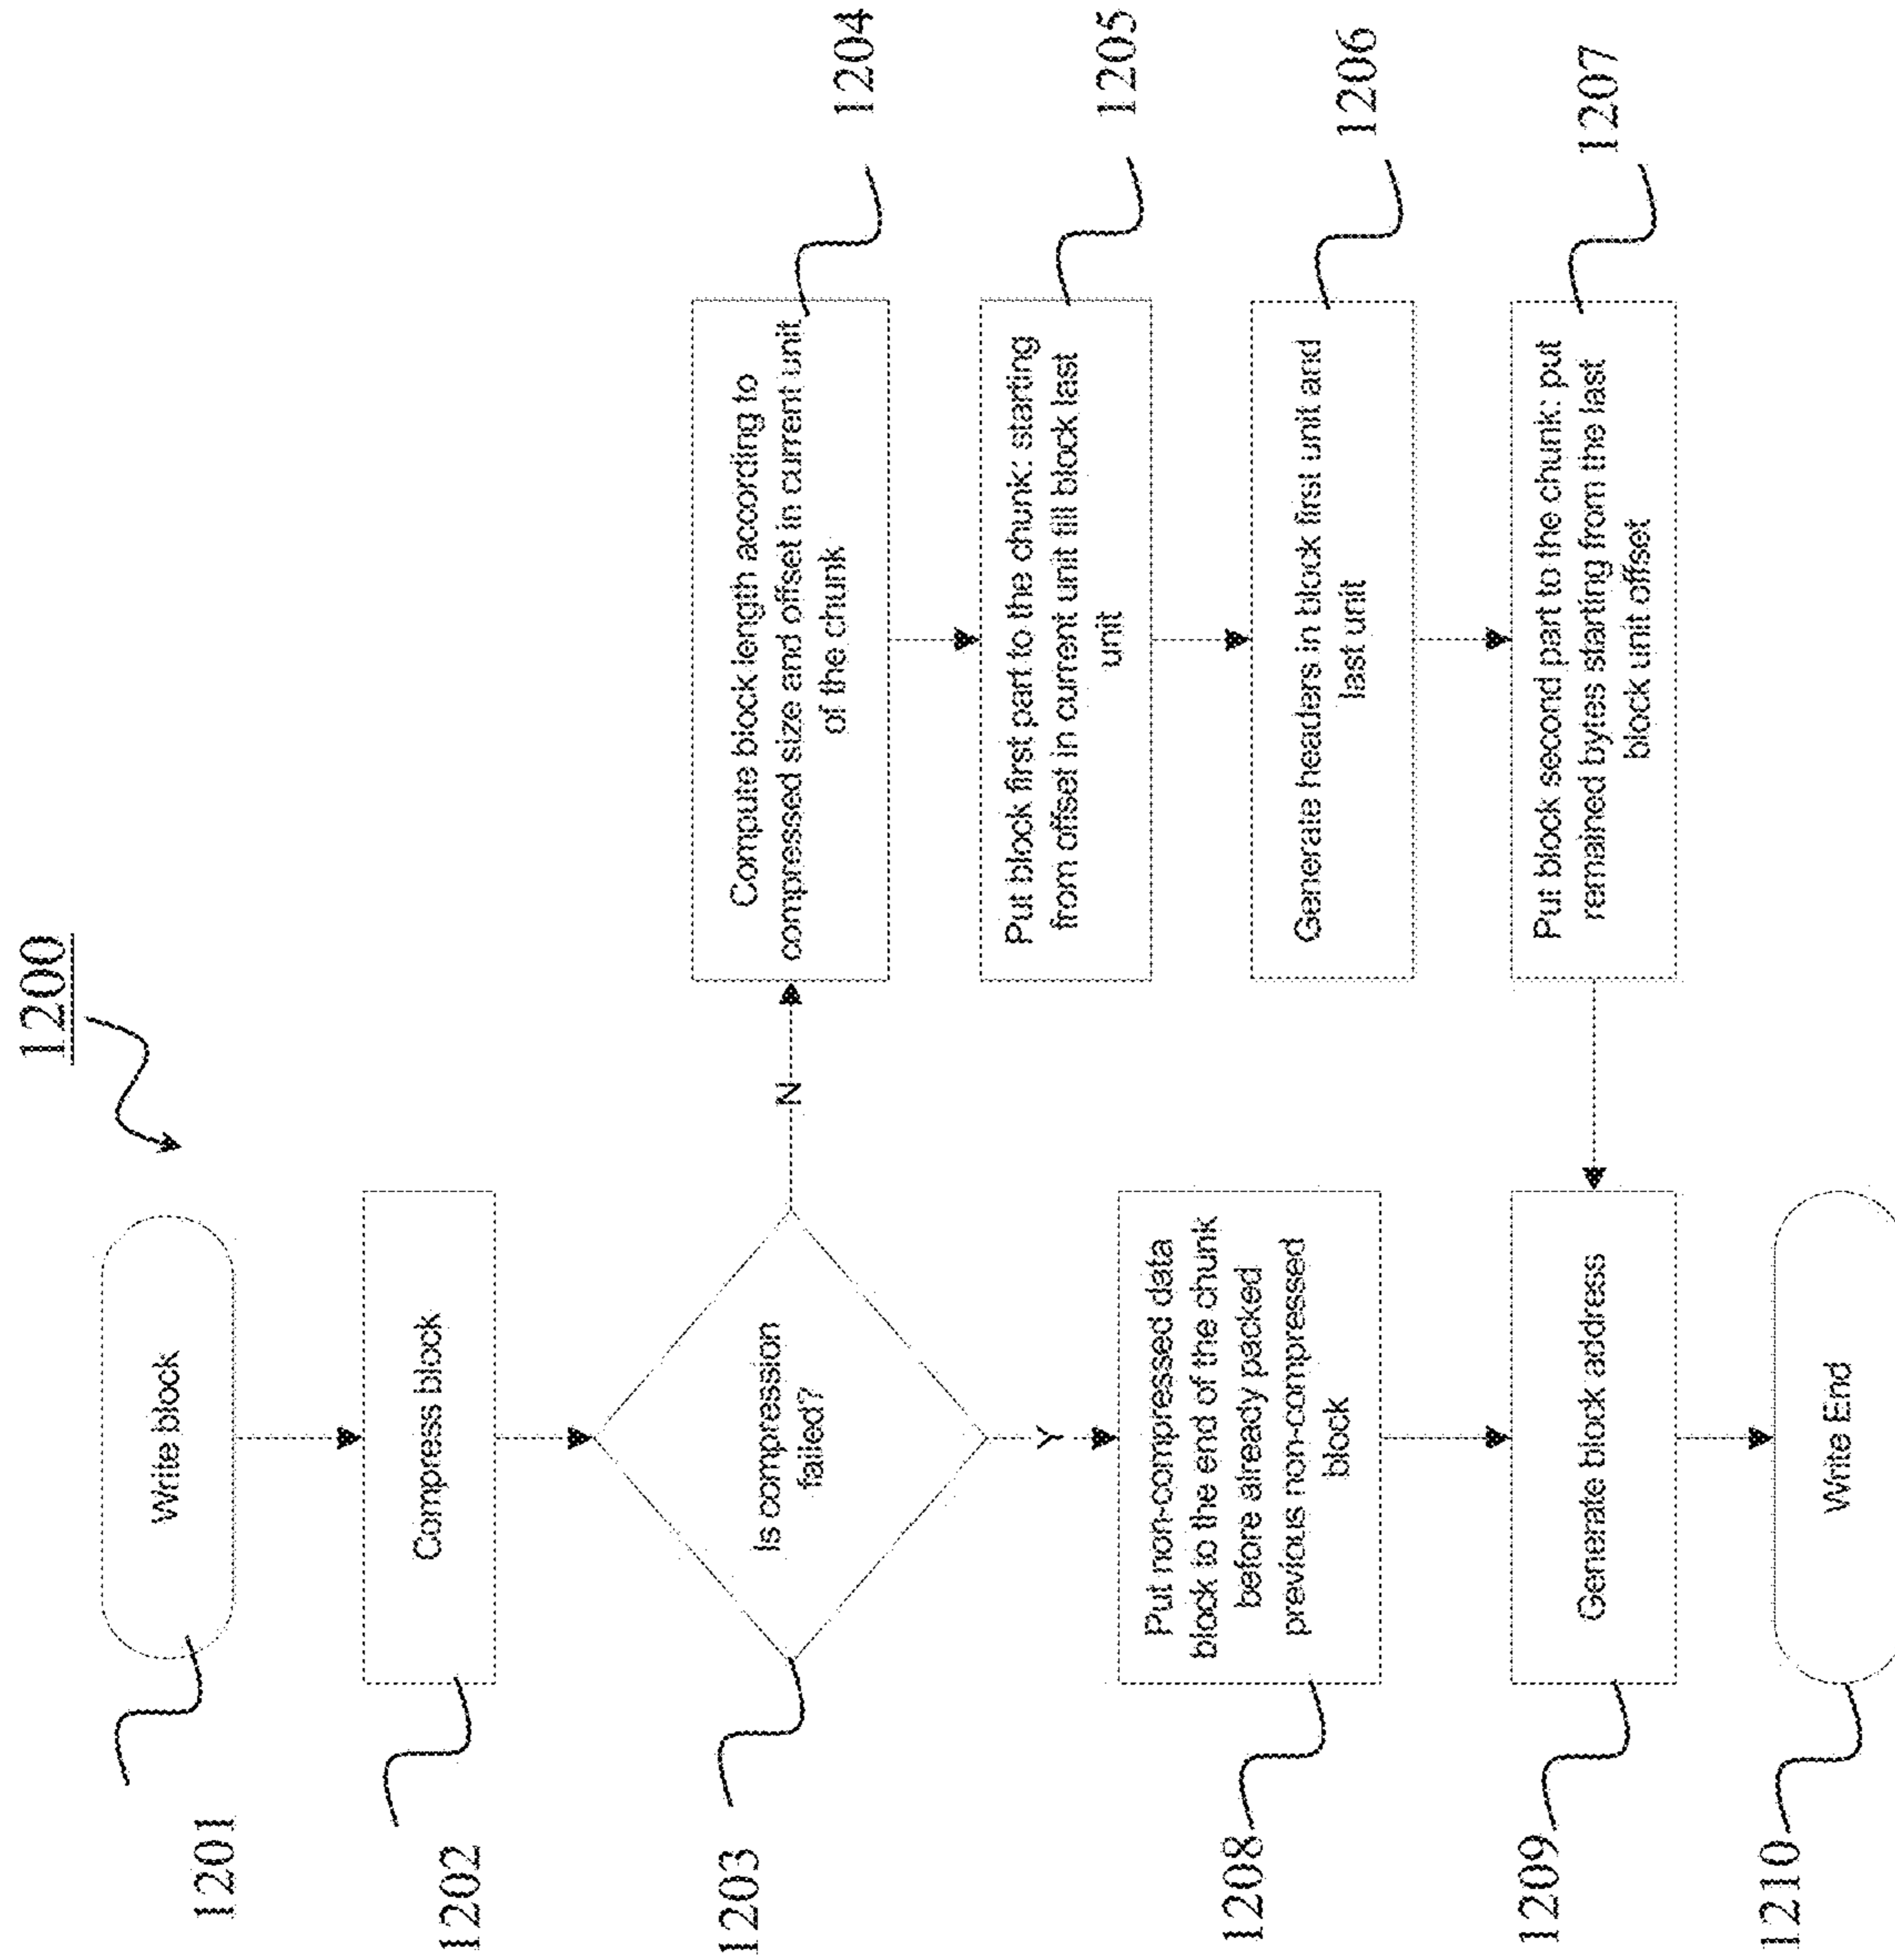 1200
1201
Write block
1202
Compress block
1203
Is compression
failed?
N
Y
1204
Compute block length according to
compressed size and offset in current unit
of the chunk
1205
Put block first part to the chunk: starting
from offset in current unit fill block last
unit
1206
Generate headers in block first unit and
last unit
1207
Put block second part to the chunk: put
remained bytes starting from the last
block unit offset
1208
Put non-compressed data
block to the end of the chunk
before already packed
previous non-compressed
block
1209
Generate block address
1210
Write End